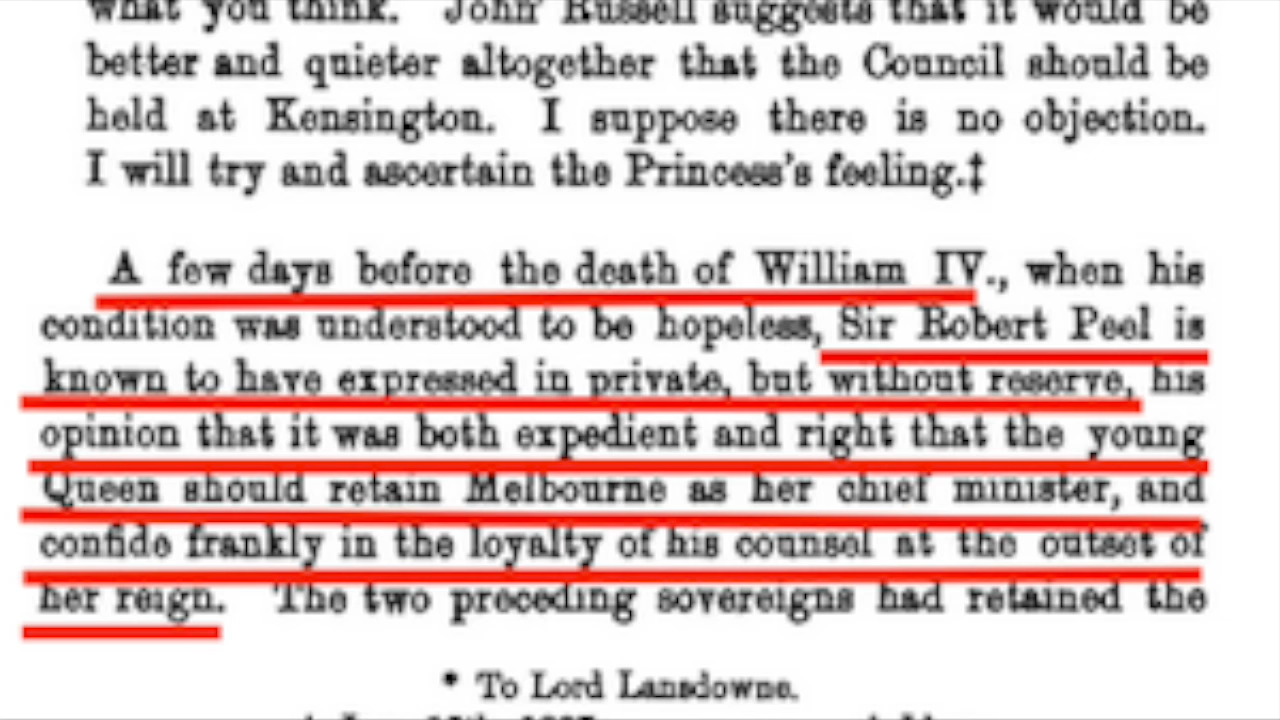 what you think. John Russell suggests that it would be
better and quieter altogether that the Council should be
held at Kensington. I suppose there is no objection.
I will try and ascertain the Princess's feeling.‡
A few days before the death of William IV., when his
condition was understood to be hopeless, Sir Robert Peel is
known to have expressed in private, but without reserve, his
opinion that it was both expedient and right that the young
Queen should retain Melbourne as her chief minister, and
confide frankly in the loyalty of his counsel at the outset of
her reign. The two preceding sovereigns had retained the
* To Lord Lansdowne.